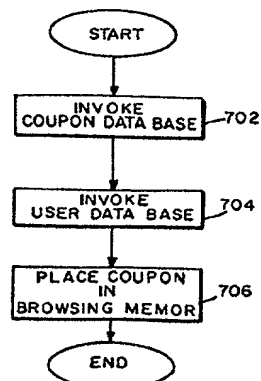 START
INVOKE
COUPON DATA BASE
702
INVOKE
USER DATA BASE
704
PLACE COUPON
IN
BROWSING MEMOR
706
END